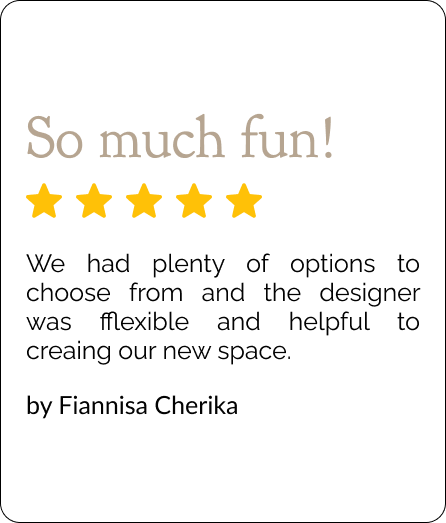 So much fun!
We had plenty of options to
choose from and the designer
was fflexible and helpful to
creaing our new space.
by Fiannisa Cherika